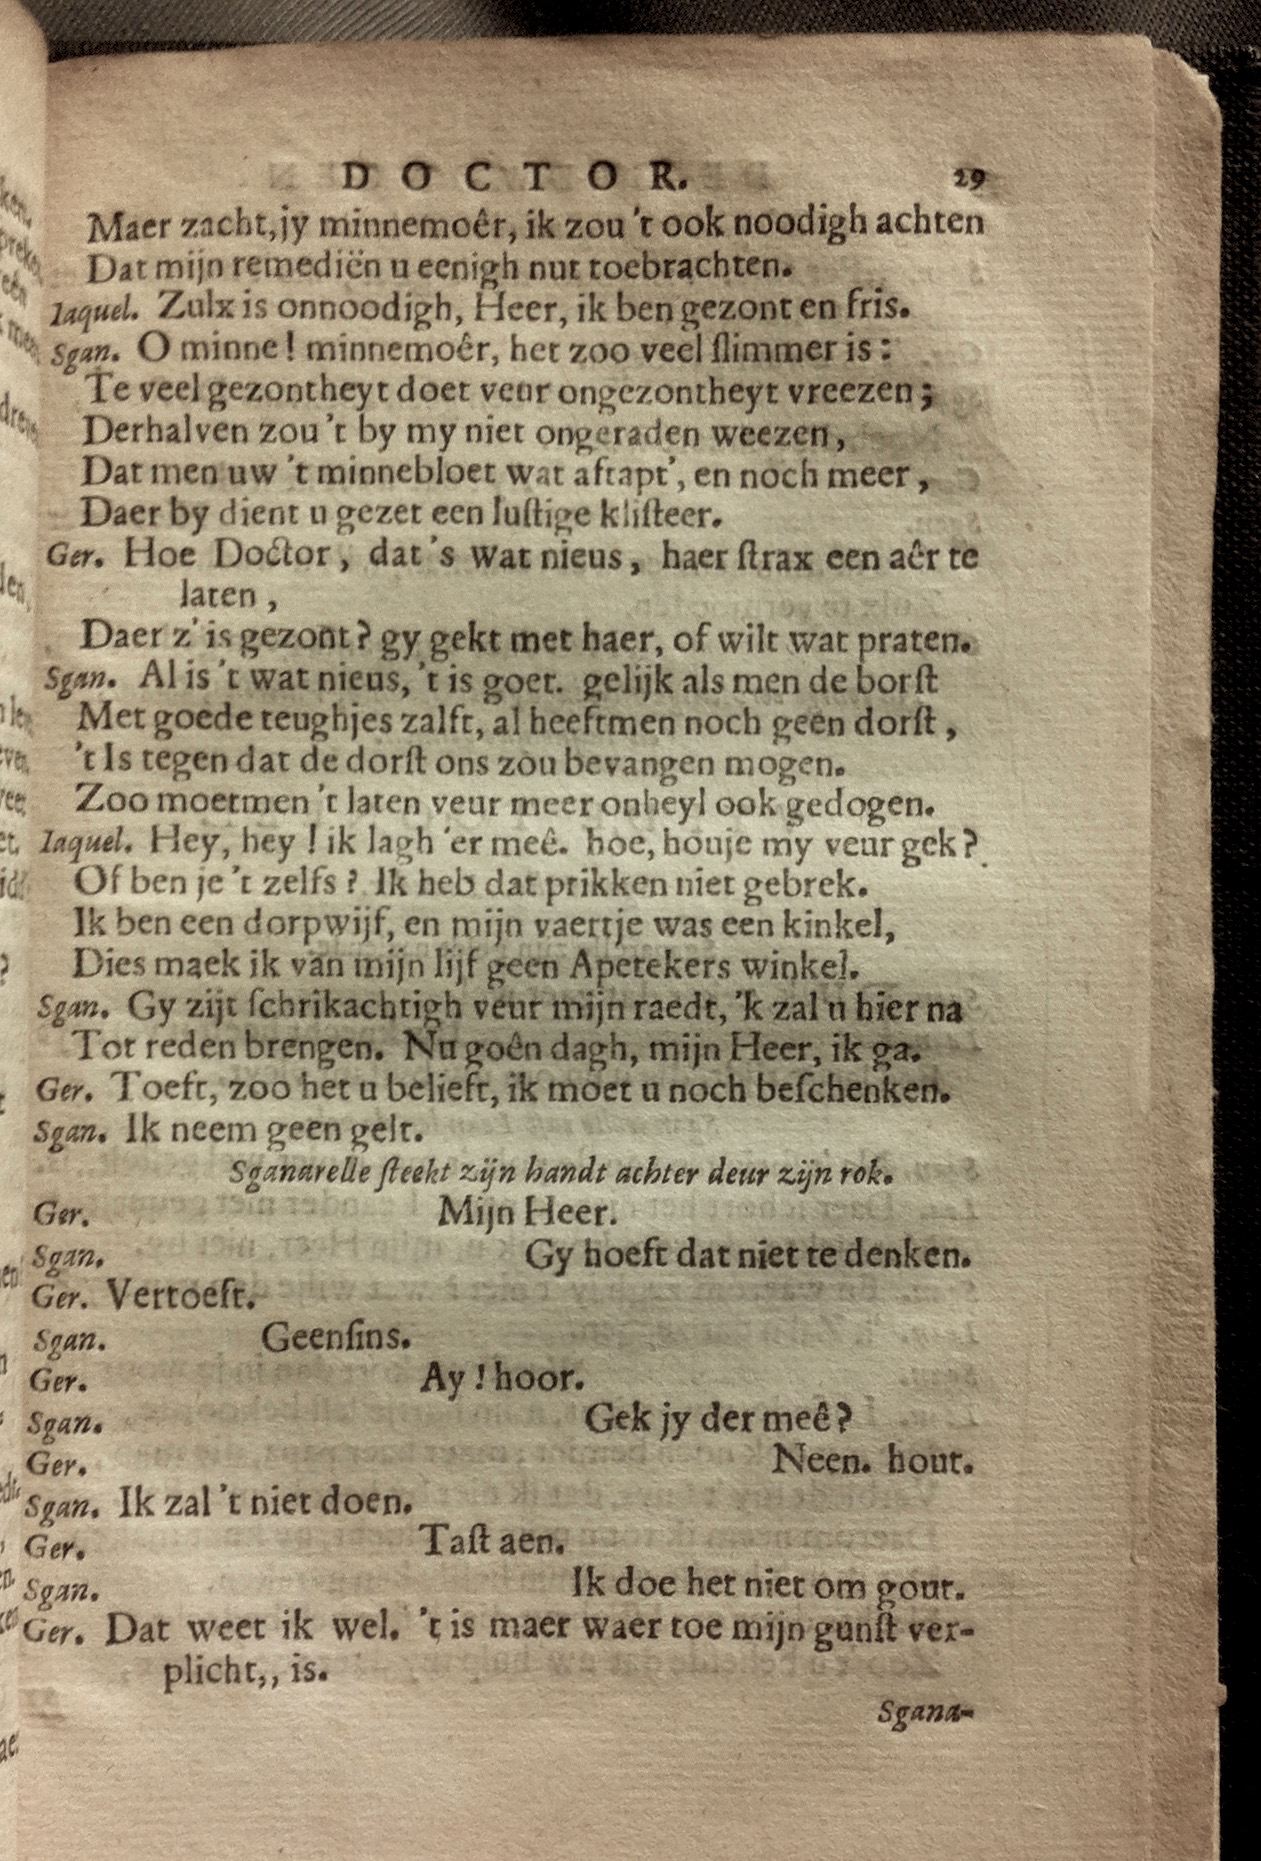 DOCTOR. 29
Maer zacht, jy minnemoêr, ik zou 't ook noodigh achten
Dat mijn remediën u eenigh nut toebrachten.
Iaquel. Zulx is onnoodigh, Heer, ik ben gezont en fris.
Sgan. O minne! minnemoêr, het zoo veel ſlimmer is:
Te veel gezontheyt doet veur ongezontheyt vreezen;
Derhalven zou 't by my niet ongeraden weezen,
Dat men uw 't minnebloet wat aftapt', en noch meer,
Daer by dient u gezet een luſtige kliſteer.
Ger. Hoe Doctor, dat 's wat nieus, haer ſtrax een aêr te
laten,
Daer z' is gezont? gy gekt met haer, of wilt wat praten.
Sgan. Al is 't wat nieus, 't is goet. gelijk als men de borſt
Met goede teughjes zalft, al heeftmen noch geen dorſt,
't Is tegen dat de dorſt ons zou bevangen mogen.
Zoo moetmen 't laten veur meer onheyl ook gedogen.
Iaquel. Hey, hey! ik lagh 'er meê. hoe, houje my veur gek?
Of ben je 't zelfs? Ik heb dat prikken niet gebrek.
Ik ben een dorpwijf, en mijn vaertje was een kinkel,
Dies maek ik van mijn lijf geen Apetekers winkel.
Sgan. Gy zijt ſchrikachtigh veur mijn raedt, 'k zal u hier na
Tot reden brengen. Nu goên dagh, mijn Heer, ik ga.
Ger. Toeft, zoo het u belieft, ik moet u noch beſchenken.
Sgan. Ik neem geen gelt.
Sganarelle ſteekt zijn handt achter deur zijn rok.
Ger. Mijn Heer.
Sgan. Gy hoeft dat niet te denken.
Ger. Vertoeft.
Sgan. Geenſins.
Ger. Ay! hoor.
Sgan. Gek jy der meê?
Ger. Neen. hout.
Sgan. Ik zal 't niet doen.
Ger. Taſt aen.
Sgan. Ik doe het niet om gout.
Ger. Dat weet ik wel. 't is maer waer toe mijn gunſt ver-
plicht,, is.
Sgana-